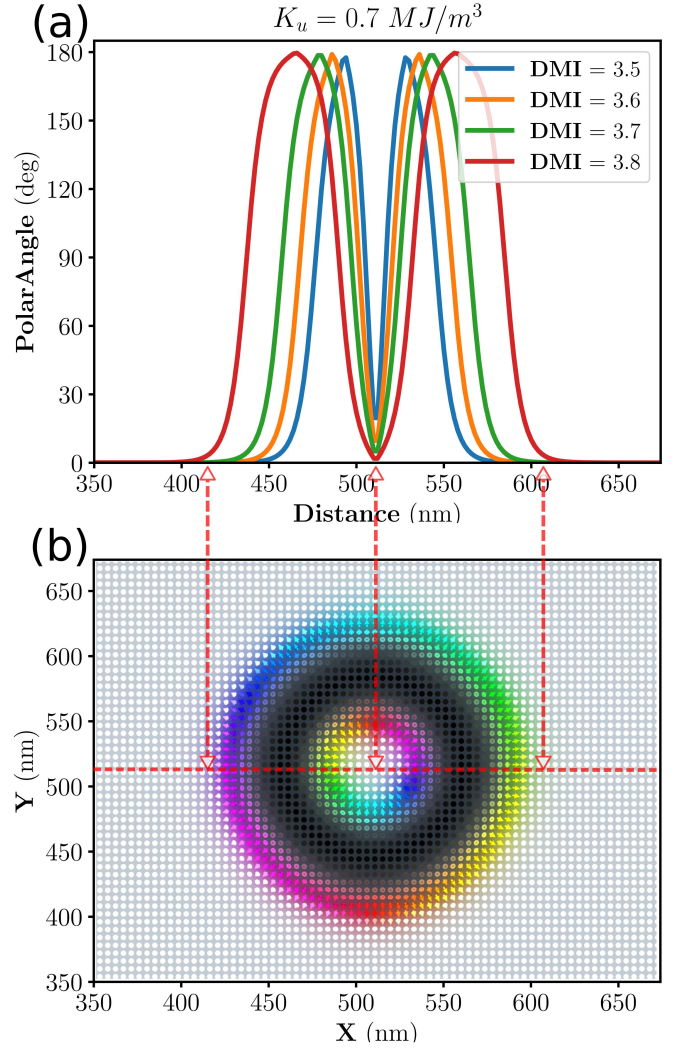 (a)
K_u = 0.7 MJ/m³
180
150
120
90
60
30
0
PolarAngle (deg)
DMI = 3.5
DMI = 3.6
DMI = 3.7
DMI = 3.8
350 400 450 500 550 600 650
Distance (nm)
(b)
650
600
550
500
450
400
350
Y (nm)
350 400 450 500 550 600 650
X (nm)